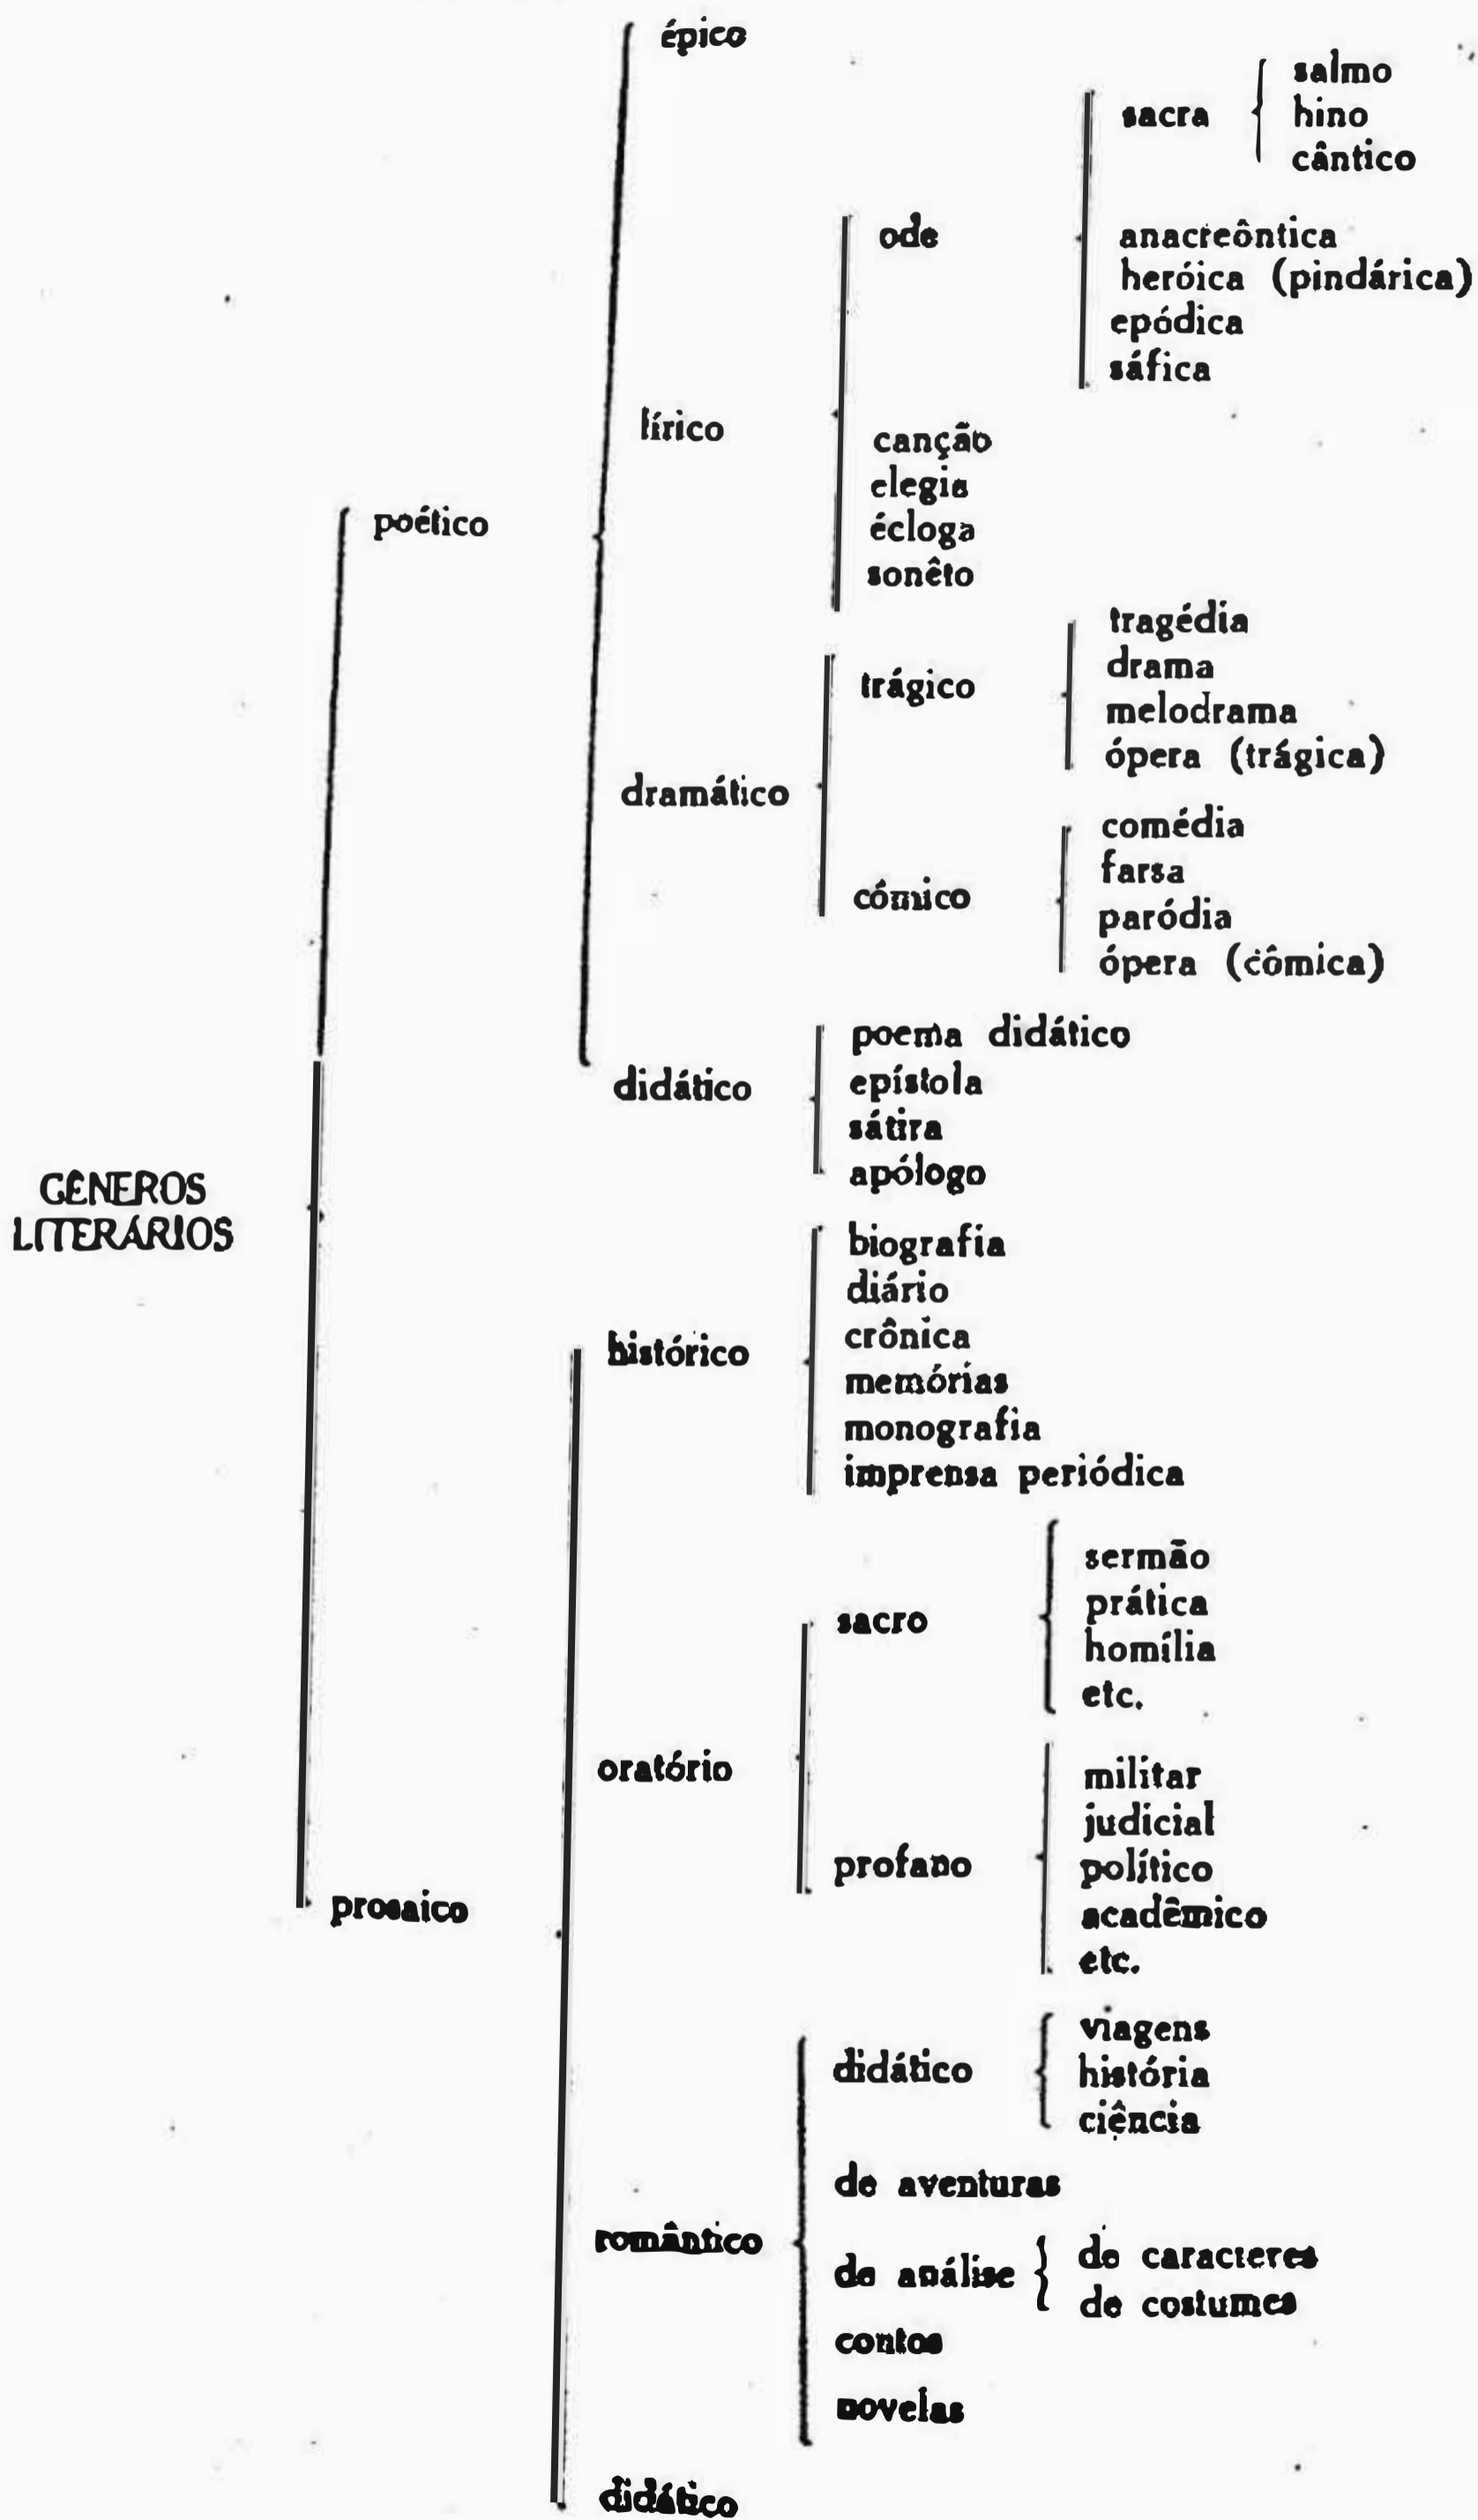 épico
salmo
sacra
hino
cântico
ode
anacreôntica
heróica (pindárica)
epódica
sáfica
lírico
canção
elegia
écloga
sonêto
poético
tragédia
trágico
drama
melodrama
ópera (trágica)
dramático
comédia
farsa
cômico
paródia
ópera (cômica)
poema didático
didático
epístola
sátira
apólogo
GÊNEROS
LITERÁRIOS
biografia
diário
histórico
crônica
memórias
monografia
imprensa periódica
sermão
sacro
prática
homília
etc.
oratório
militar
judicial
profano
político
acadêmico
etc.
prosaico
viagens
didático
história
ciência
de aventuras
romântico
de análise
de caracteres
de costumes
contos
novelas
didático